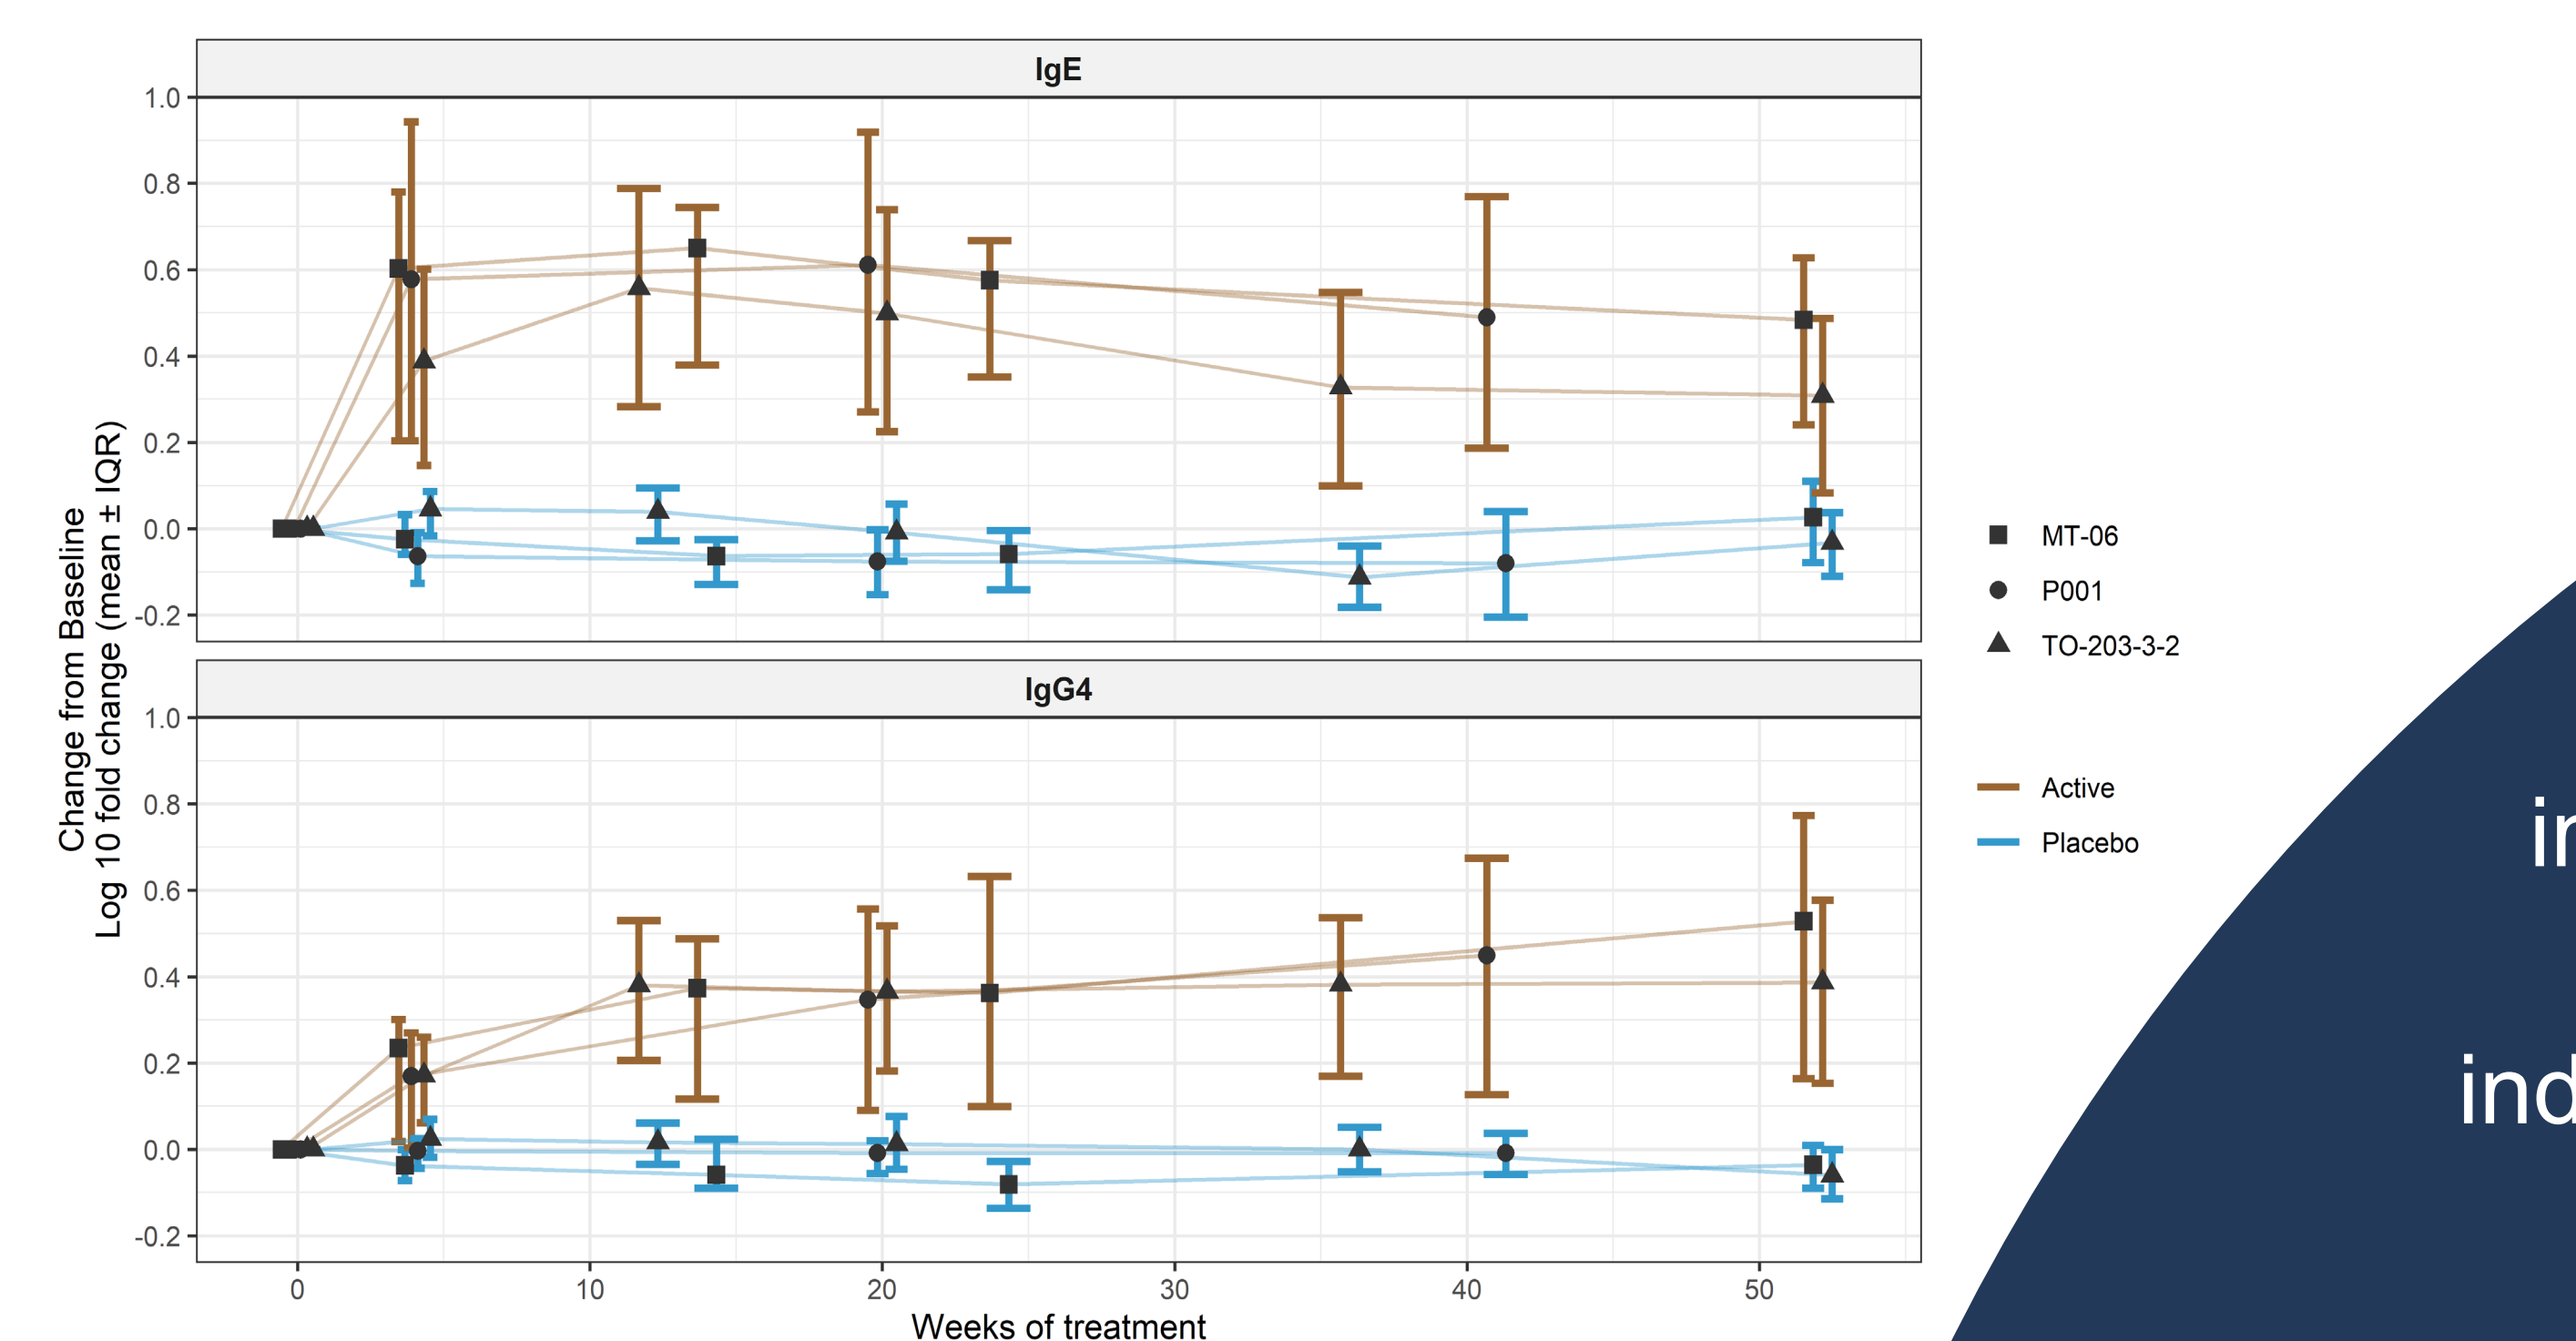 IgE
1.0
0.8
0.6
0.4
0.2
0.0
-0.2
Change from Baseline
Log 10 fold change (mean ± IQR)
IgG4
1.0
0.8
0.6
0.4
0.2
0.0
-0.2
0 10 20 30 40 50
Weeks of treatment
MT-06
P001
TO-203-3-2
Active
Placebo